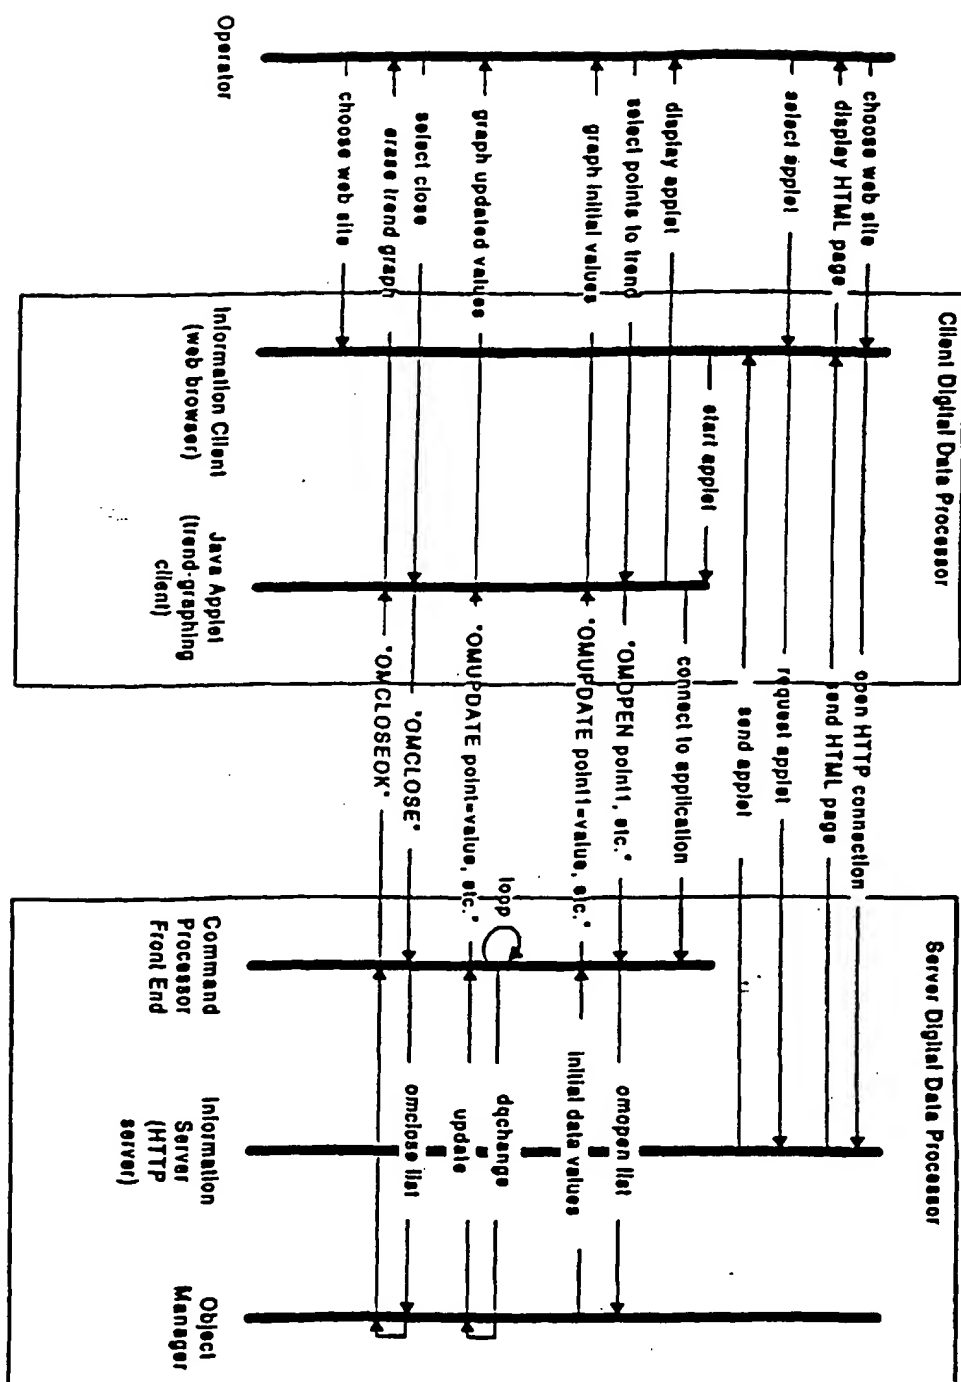 Client Digital Data Processor
Server Digital Data Processor
choose web site
open HTTP connection
display HTML page
send HTML page
select applet
request applet
send applet
start applet
display applet
connect to application
select points to trend
"OMOPEN point1, etc."
omopen list
graph initial values
"OMUPDATE point1=value, etc."
initial data values
loop
dqchange
graph updated values
"OMUPDATE point=value, etc."
update
select close
"OMCLOSE"
omclose list
erase trend graph
"OMCLOSEOK"
choose web site
Operator
Information Client
(web browser)
Java Applet
(trend-graphing
client)
Command
Processor
Front End
Information
Server
(HTTP
server)
Object
Manager